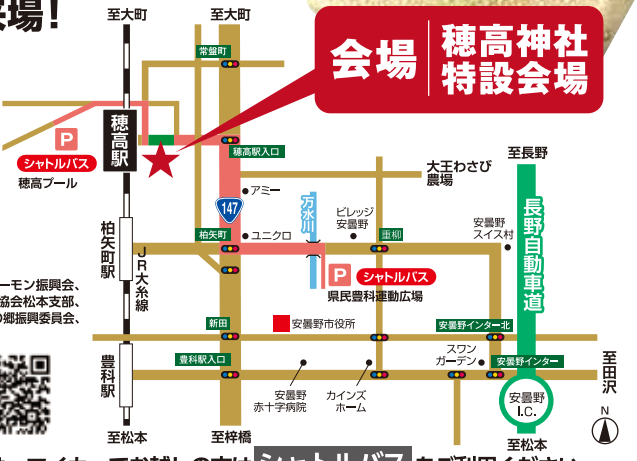 来場!
会場
穂高神社
特設会場
至大町
至大町
常盤町
穂高駅
P
シャトルバス
穂高プール
穂高駅入口
至長野
大王わさび
農場
アミー
147
万水川
ビレッジ
安曇野
安曇野
スイス村
長野自動車道
柏矢町
ユニクロ
重柳
柏矢町駅
JR大糸線
P
シャトルバス
県民豊科運動広場
ーモン振興会、
協会松本支部、
の郷振興委員会、
新田
安曇野市役所
安曇野インター北
豊科駅入口
スワン
ガーデン
安曇野インター
至田沢
豊科駅
安曇野
赤十字病院
カインズ
ホーム
安曇野
I.C.
N
至松本
至梓橋
至松本
シャトルバスをご利用ください